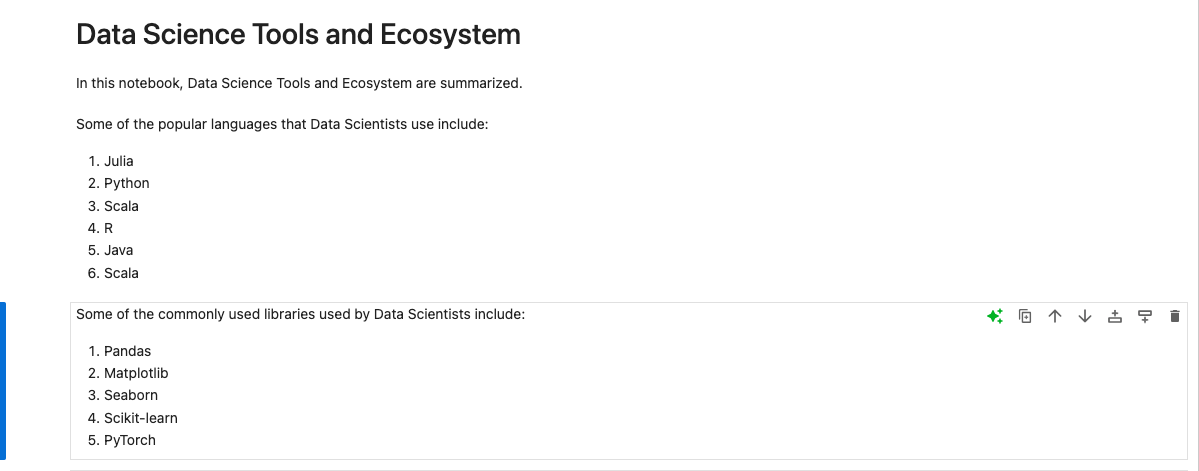 Data Science Tools and Ecosystem
In this notebook, Data Science Tools and Ecosystem are summarized.
Some of the popular languages that Data Scientists use include:
1. Julia
2. Python
3. Scala
4. R
5. Java
6. Scala
Some of the commonly used libraries used by Data Scientists include:
1. Pandas
2. Matplotlib
3. Seaborn
4. Scikit-learn
5. PyTorch